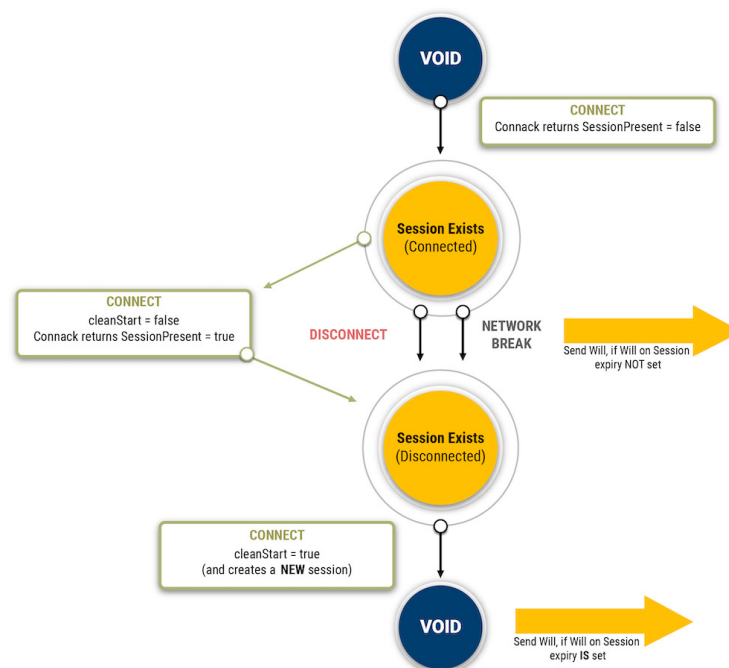 VOID
CONNECT
Connack returns SessionPresent = false
Session Exists
(Connected)
CONNECT
cleanStart = false
Connack returns SessionPresent = true
DISCONNECT
NETWORK
BREAK
Send Will, if Will on Session
expiry NOT set
Session Exists
(Disconnected)
CONNECT
cleanStart = true
(and creates a NEW session)
VOID
Send Will, if Will on Session
expiry IS set